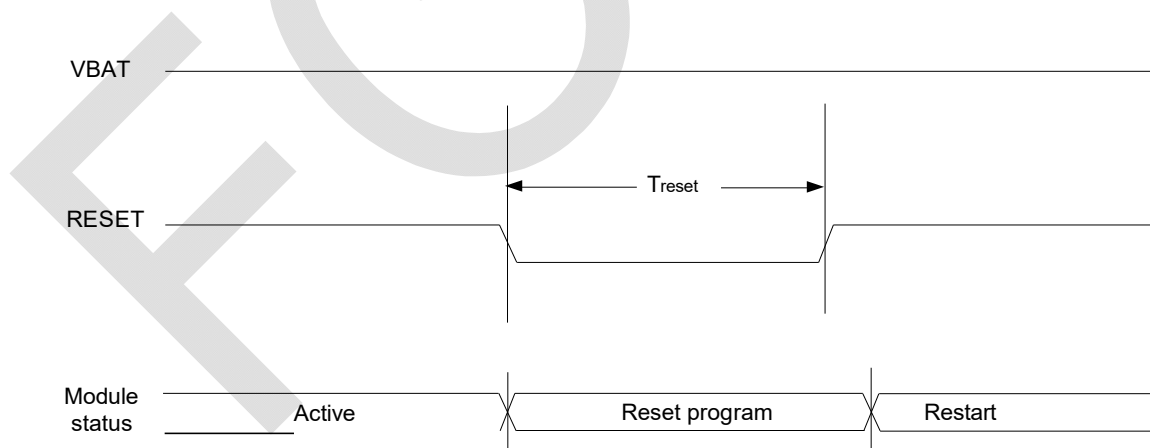 VBAT
Treset
RESET
Module
status
Active
Reset program
Restart